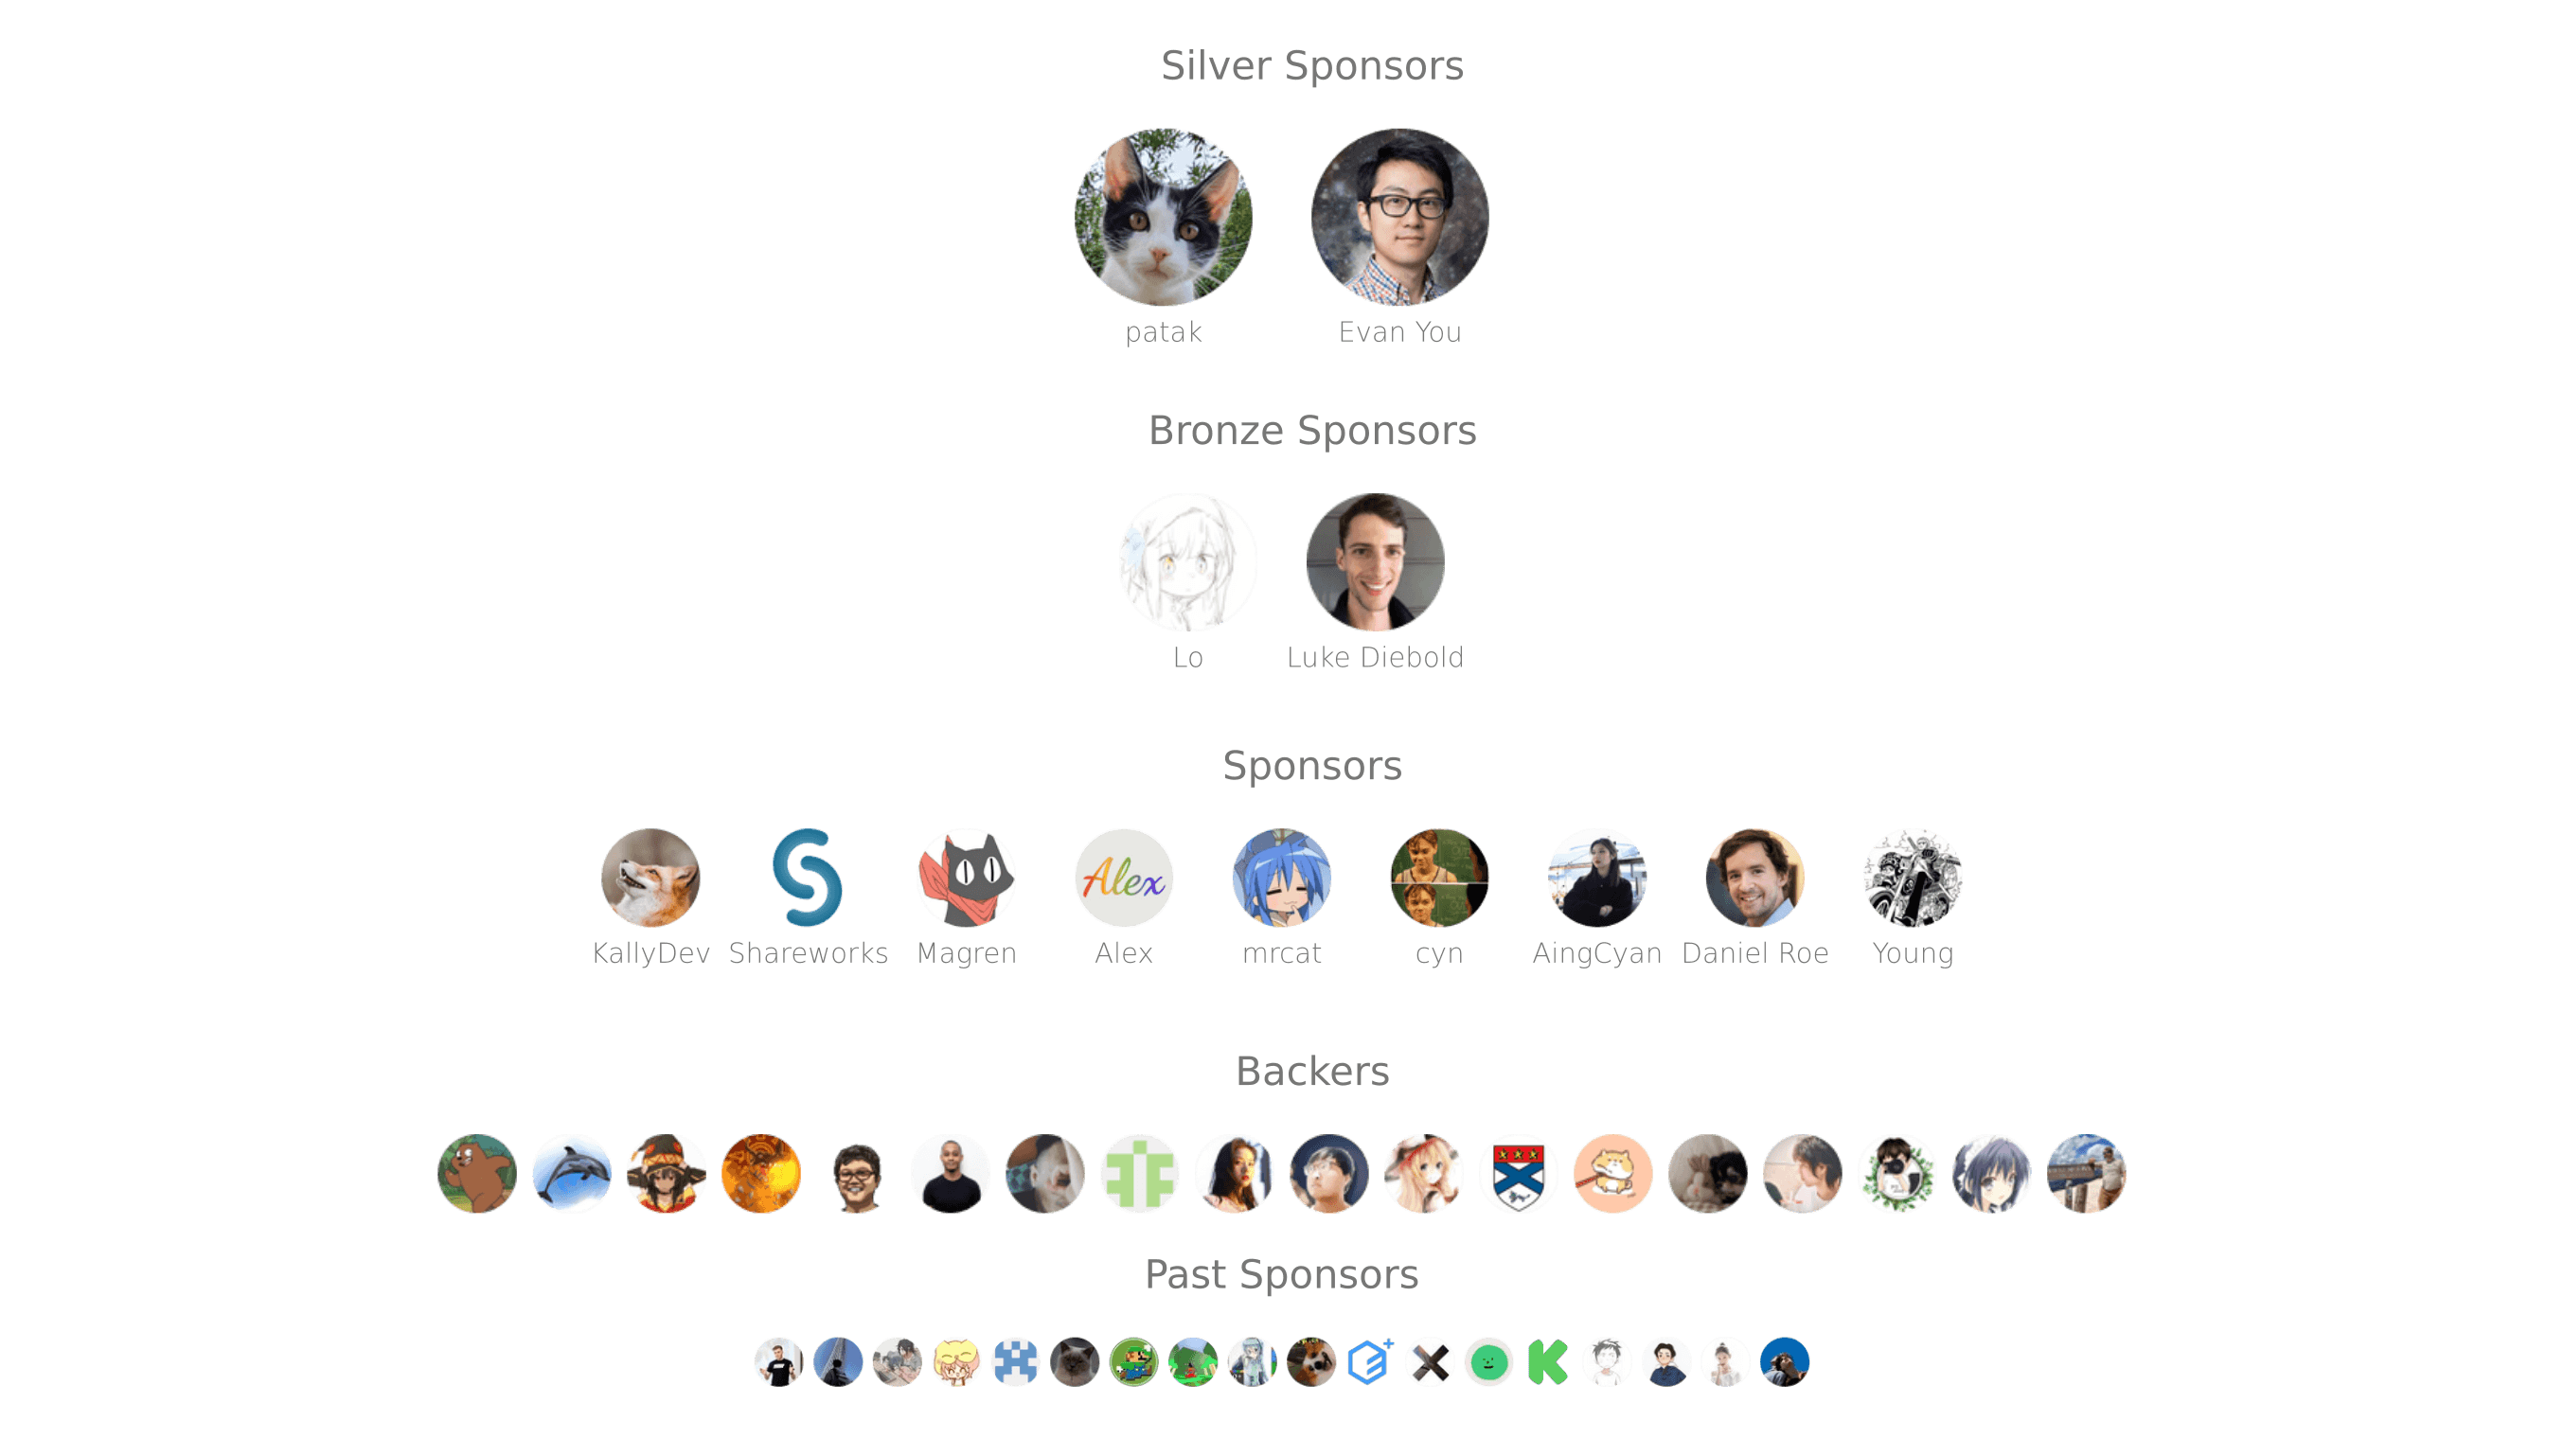 Silver Sponsors
patak
Evan You
Bronze Sponsors
Lo
Luke Diebold
Sponsors
Alex
KallyDev
Shareworks
Magren
Alex
mrcat
cyn
AingCyan
Daniel Roe
Young
Backers
Past Sponsors